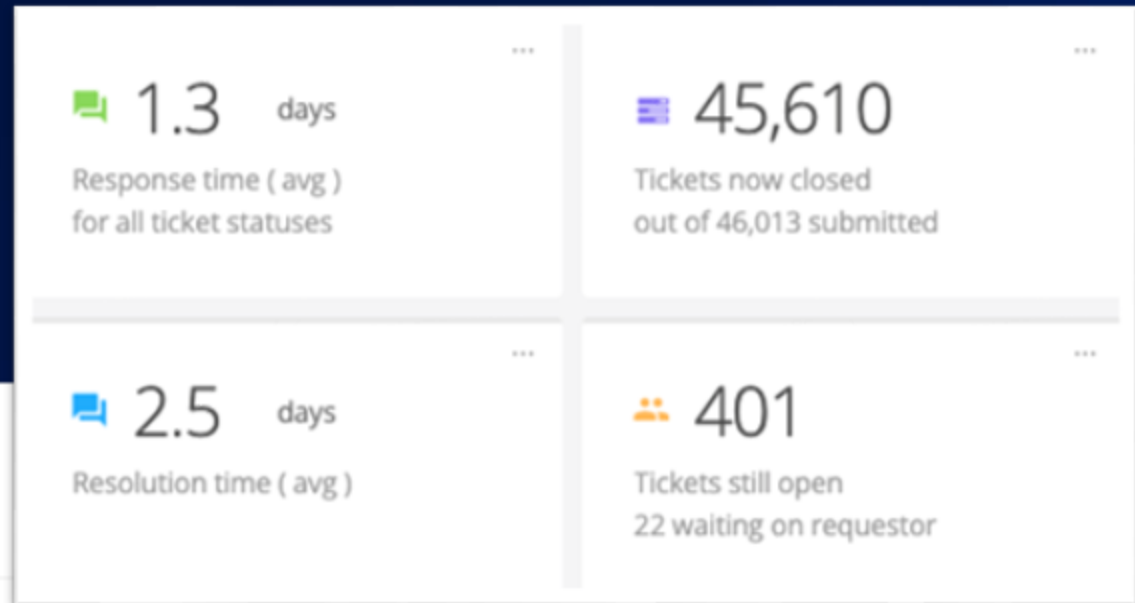 1.3 days
Response time ( avg )
for all ticket statuses
45,610
Tickets now closed
out of 46,013 submitted
2.5 days
Resolution time ( avg )
401
Tickets still open
22 waiting on requestor